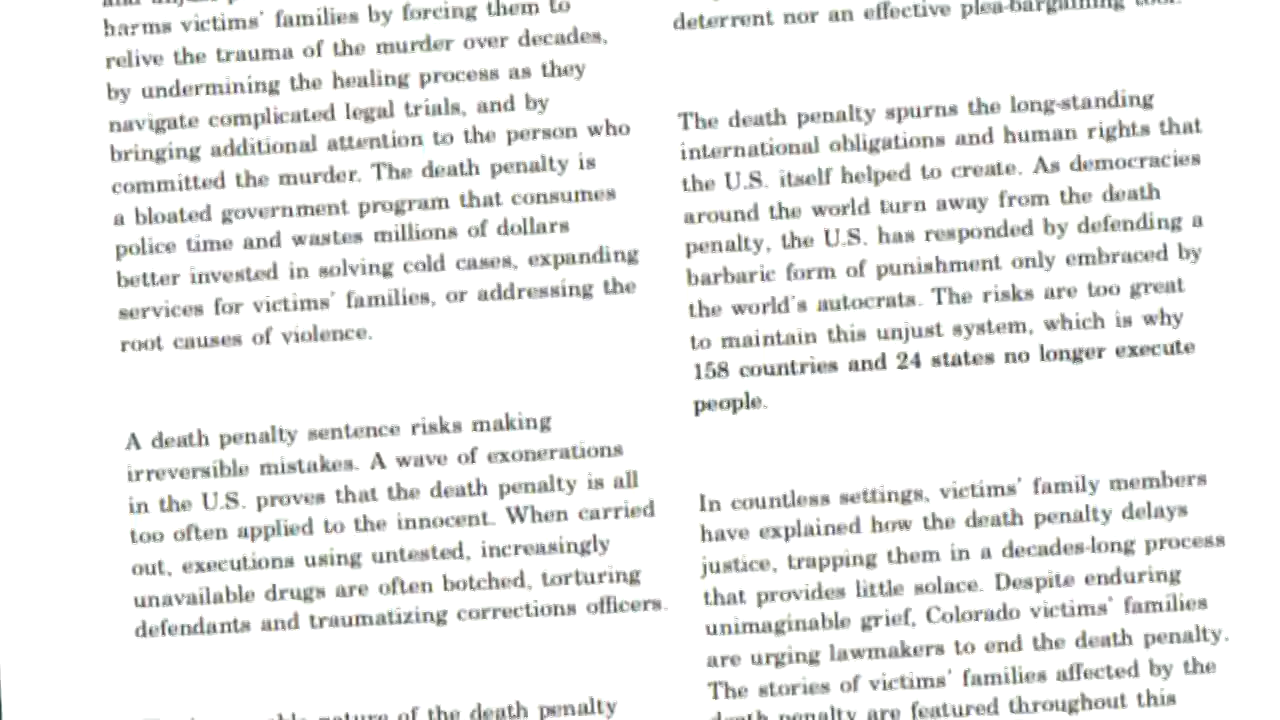 harms victims' families by forcing them to
relive the trauma of the murder over decades,
by undermining the healing process as they
navigate complicated legal trials, and by
bringing additional attention to the person who
committed the murder. The death penalty is
a bloated government program that consumes
police time and wastes millions of dollars
better invested in solving cold cases, expanding
services for victims' families, or addressing the
root causes of violence.
A death penalty sentence risks making
irreversible mistakes. A wave of exonerations
in the U.S. proves that the death penalty is all
too often applied to the innocent. When carried
out, executions using untested, increasingly
unavailable drugs are often botched, torturing
defendants and traumatizing corrections officers.
nature of the death penalty
deterrent nor an effective plea-bargaining tool.
The death penalty spurns the long-standing
international obligations and human rights that
the U.S. itself helped to create. As democracies
around the world turn away from the death
penalty, the U.S. has responded by defending a
barbaric form of punishment only embraced by
the world's autocrats. The risks are too great
to maintain this unjust system, which is why
158 countries and 24 states no longer execute
people.
In countless settings, victims' family members
have explained how the death penalty delays
justice, trapping them in a decades-long process
that provides little solace. Despite enduring
unimaginable grief, Colorado victims' families
are urging lawmakers to end the death penalty.
The stories of victims' families affected by the
death penalty are featured throughout this